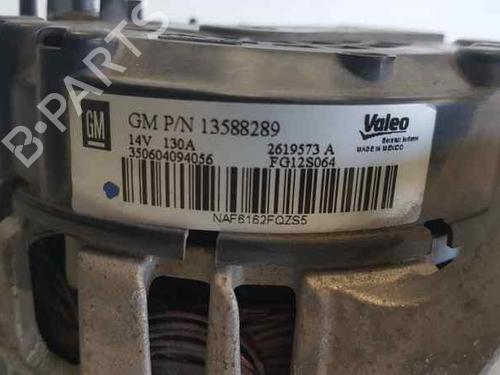 B-PARTS
GM
GM P/N 13588289
Valeo
14V 130A
2619573 A
MADE IN MEXICO
350604094056
FG12S064
NAF6162FQZS5